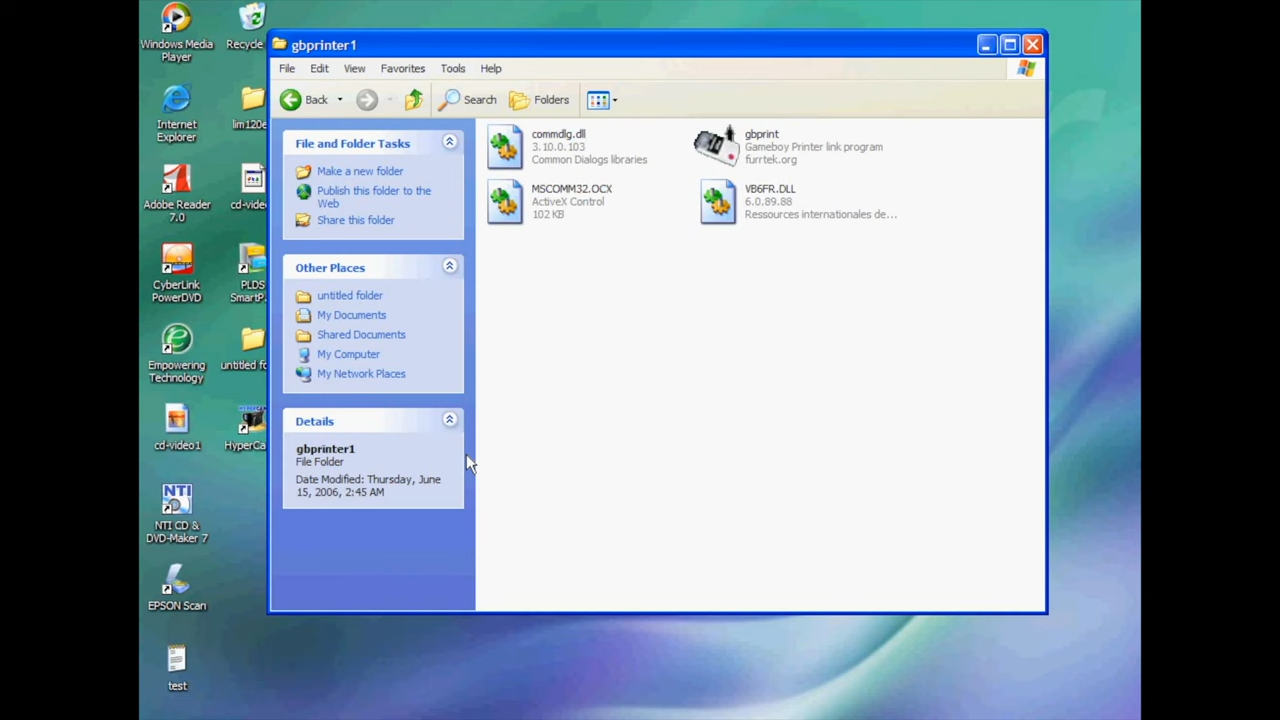 Windows Media
Player
Recycle
Internet
Explorer
lim120e
Adobe Reader
7.0
cd-vide
CyberLink
PowerDVD
PLDS
SmartP
Empowering
Technology
untitled fo
cd-video1
HyperCa
NTI CD &
DVD-Maker 7
EPSON Scan
test
gbprinter1
File Edit View Favorites Tools Help
Back Search Folders
File and Folder Tasks
Make a new folder
Publish this folder to the
Web
Share this folder
Other Places
untitled folder
My Documents
Shared Documents
My Computer
My Network Places
Details
gbprinter1
File Folder
Date Modified: Thursday, June
15, 2006, 2:45 AM
commdlg.dll
3.10.0.103
Common Dialogs libraries
gbprint
Gameboy Printer link program
furrtek.org
MSCOMM32.OCX
ActiveX Control
102 KB
VB6FR.DLL
6.0.89.88
Ressources internationales de...